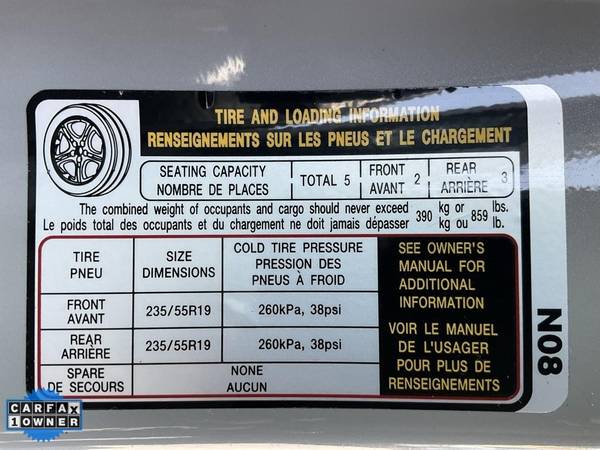 TIRE AND LOADING INFORMATION
RENSEIGNEMENTS SUR LES PNEUS ET LE CHARGEMENT
SEATING CAPACITY
NOMBRE DE PLACES
TOTAL 5
FRONT
AVANT 2
REAR
ARRIÈRE 3
The combined weight of occupants and cargo should never exceed 390 kg or 859 lbs.
Le poids total des occupants et du chargement ne doit jamais dépasser kg ou lb.
TIRE
PNEU
SIZE
DIMENSIONS
COLD TIRE PRESSURE
PRESSION DES
PNEUS À FROID
FRONT
AVANT
235/55R19
260kPa, 38psi
REAR
ARRIÈRE
235/55R19
260kPa, 38psi
SPARE
DE SECOURS
NONE
AUCUN
SEE OWNER'S
MANUAL FOR
ADDITIONAL
INFORMATION
VOIR LE MANUEL
DE L'USAGER
POUR PLUS DE
RENSEIGNEMENTS
N08
CARFAX
1 OWNER